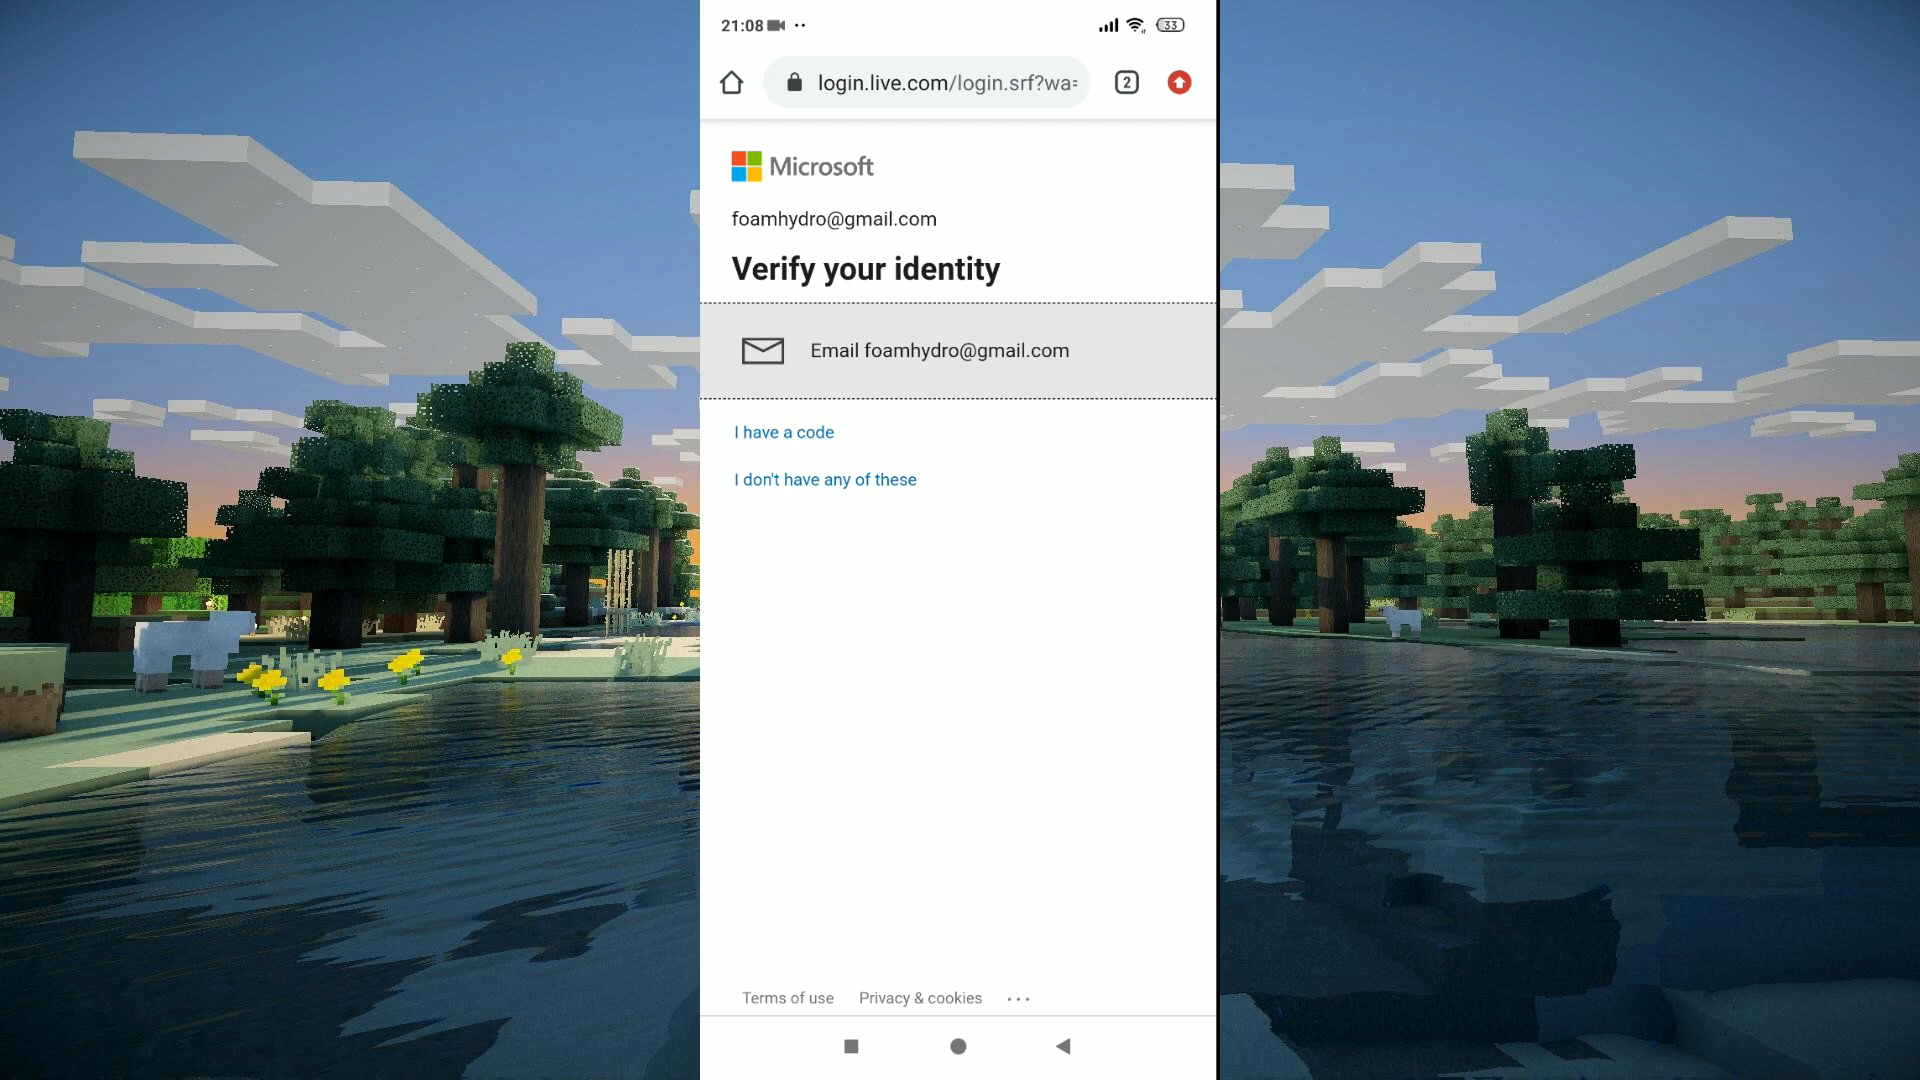 21:08
33
login.live.com/login.srf?wa=
2
Microsoft
foamhydro@gmail.com
Verify your identity
Email foamhydro@gmail.com
I have a code
I don't have any of these
Terms of use Privacy & cookies ...